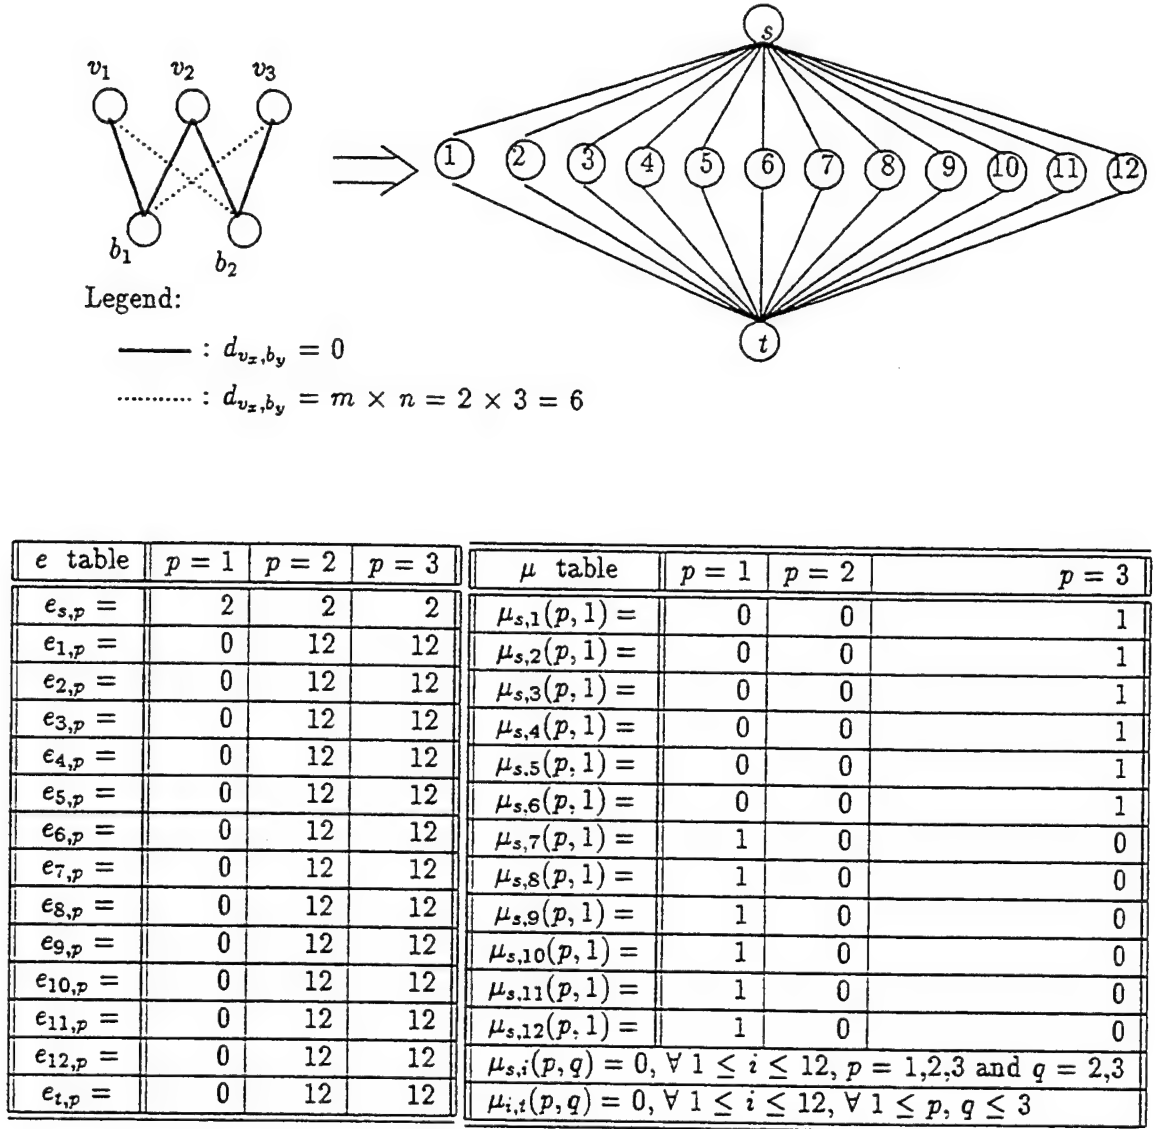 s
v₁ v₂ v₃
1 2 3 4 5 6 7 8 9 10 11 12
b₁ b₂
Legend:
t
——— : d_{v_x,b_y} = 0
.......... : d_{v_x,b_y} = m × n = 2 × 3 = 6
e table p = 1 p = 2 p = 3
e_{s,p} = 2 2 2
e_{1,p} = 0 12 12
e_{2,p} = 0 12 12
e_{3,p} = 0 12 12
e_{4,p} = 0 12 12
e_{5,p} = 0 12 12
e_{6,p} = 0 12 12
e_{7,p} = 0 12 12
e_{8,p} = 0 12 12
e_{9,p} = 0 12 12
e_{10,p} = 0 12 12
e_{11,p} = 0 12 12
e_{12,p} = 0 12 12
e_{t,p} = 0 12 12
μ table p = 1 p = 2 p = 3
μ_{s,1}(p, 1) = 0 0 1
μ_{s,2}(p, 1) = 0 0 1
μ_{s,3}(p, 1) = 0 0 1
μ_{s,4}(p, 1) = 0 0 1
μ_{s,5}(p, 1) = 0 0 1
μ_{s,6}(p, 1) = 0 0 1
μ_{s,7}(p, 1) = 1 0 0
μ_{s,8}(p, 1) = 1 0 0
μ_{s,9}(p, 1) = 1 0 0
μ_{s,10}(p, 1) = 1 0 0
μ_{s,11}(p, 1) = 1 0 0
μ_{s,12}(p, 1) = 1 0 0
μ_{s,i}(p, q) = 0, ∀ 1 ≤ i ≤ 12, p = 1,2,3 and q = 2,3
μ_{i,t}(p, q) = 0, ∀ 1 ≤ i ≤ 12, ∀ 1 ≤ p, q ≤ 3